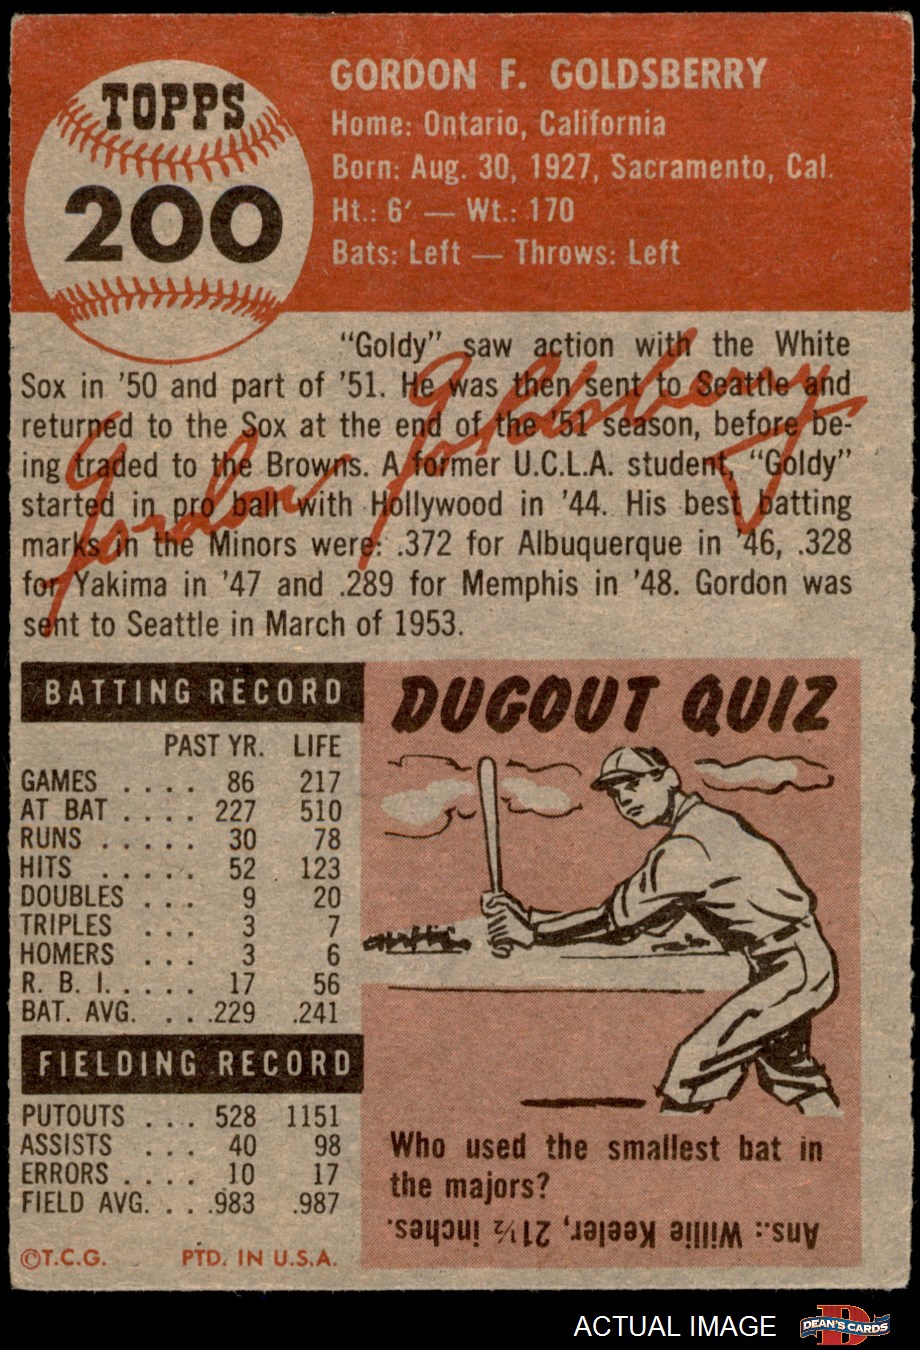 TOPPS
200
GORDON F. GOLDSBERRY
Home: Ontario, California
Born: Aug. 30, 1927, Sacramento, Cal.
Ht.: 6′ — Wt.: 170
Bats: Left — Throws: Left
"Goldy" saw action with the White
Sox in '50 and part of '51. He was then sent to Seattle and
returned to the Sox at the end of the '51 season, before be-
ing traded to the Browns. A former U.C.L.A. student, "Goldy"
started in pro ball with Hollywood in '44. His best batting
marks in the Minors were: .372 for Albuquerque in '46, .328
for Yakima in '47 and .289 for Memphis in '48. Gordon was
sent to Seattle in March of 1953.
Gordon Goldsberry
BATTING RECORD
PAST YR. LIFE
GAMES . . . . 86 217
AT BAT . . . . 227 510
RUNS . . . . . 30 78
HITS . . . . . 52 123
DOUBLES . . . 9 20
TRIPLES . . . 3 7
HOMERS . . . 3 6
R. B. I. . . . . 17 56
BAT. AVG. . . .229 .241
FIELDING RECORD
PUTOUTS . . . 528 1151
ASSISTS . . . 40 98
ERRORS . . . . 10 17
FIELD AVG. . . .983 .987
©T.C.G. PTD. IN U.S.A.
DUGOUT QUIZ
Who used the smallest bat in
the majors?
Ans.: Willie Keeler, 21½ inches.
ACTUAL IMAGE
DEAN'S CARDS